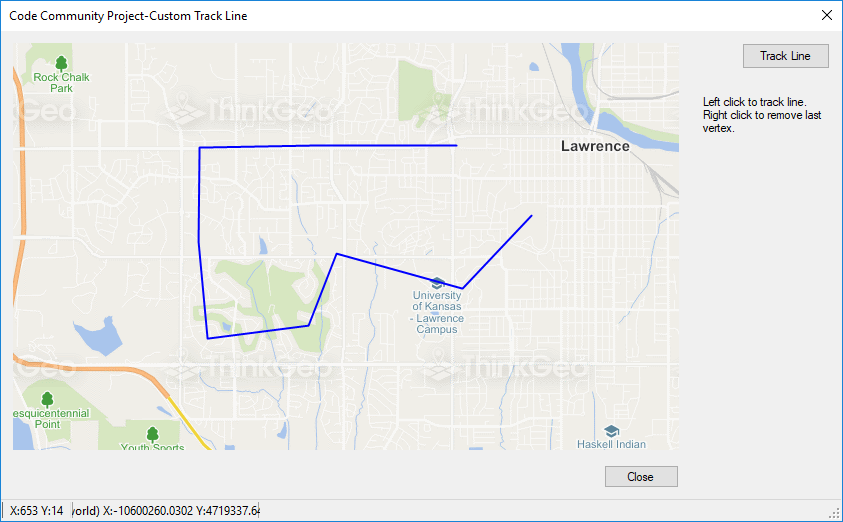 Code Community Project-Custom Track Line
Track Line
Left click to track line.
Right click to remove last
vertex.
Rock Chalk
Park
Geo
ThinkGeo
ThinkGeo
Lawrence
University
of Kansas
- Lawrence
Campus
Geo
ThinkGeo
ThinkGeo
esquicentennial
Point
Youth Sports
Haskell Indian
Close
X:653 Y:14
world) X:-10600260.0302 Y:4719337.64